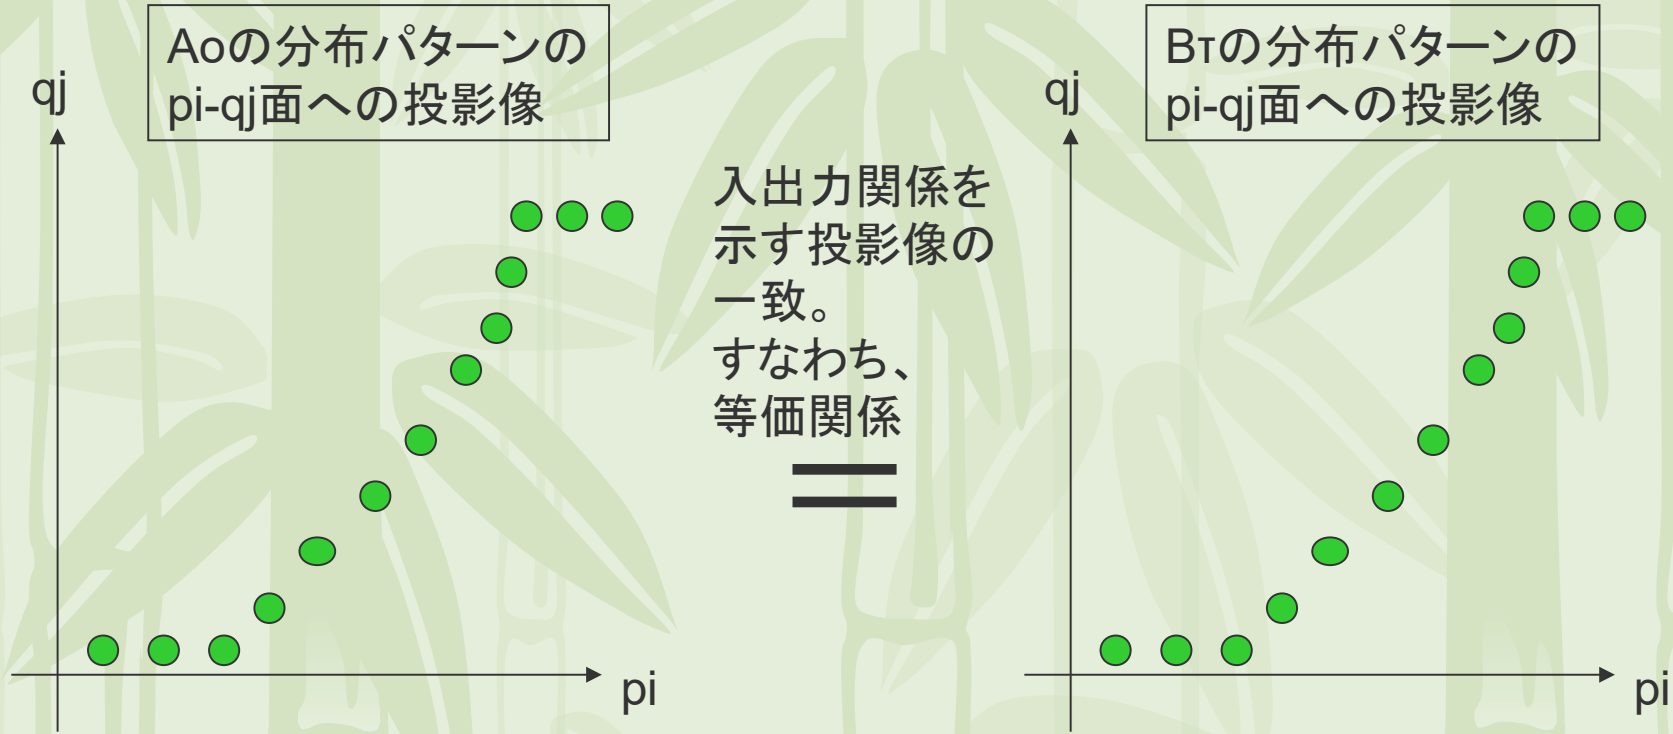 Aoの分布パターンの
pi-qj面への投影像
qj
pi
入出力関係を
示す投影像の
一致。
すなわち、
等価関係
=
Bτの分布パターンの
pi-qj面への投影像
qj
pi